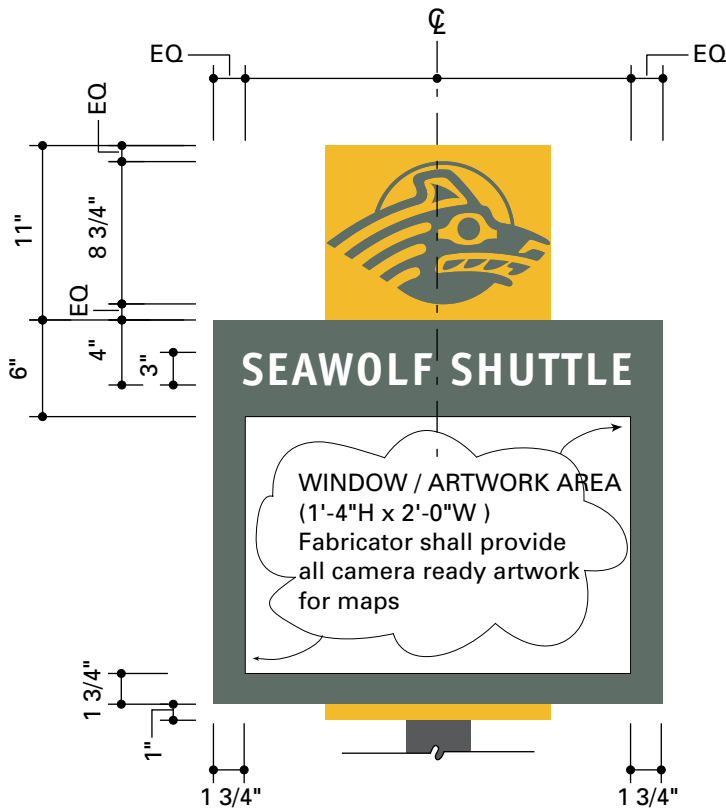 ℄
EQ
EQ
EQ
11"
8 3/4"
EQ
6"
4"
3"
SEAWOLF SHUTTLE
WINDOW / ARTWORK AREA
(1'-4"H x 2'-0"W )
Fabricator shall provide
all camera ready artwork
for maps
1 3/4"
1"
1 3/4"
1 3/4"